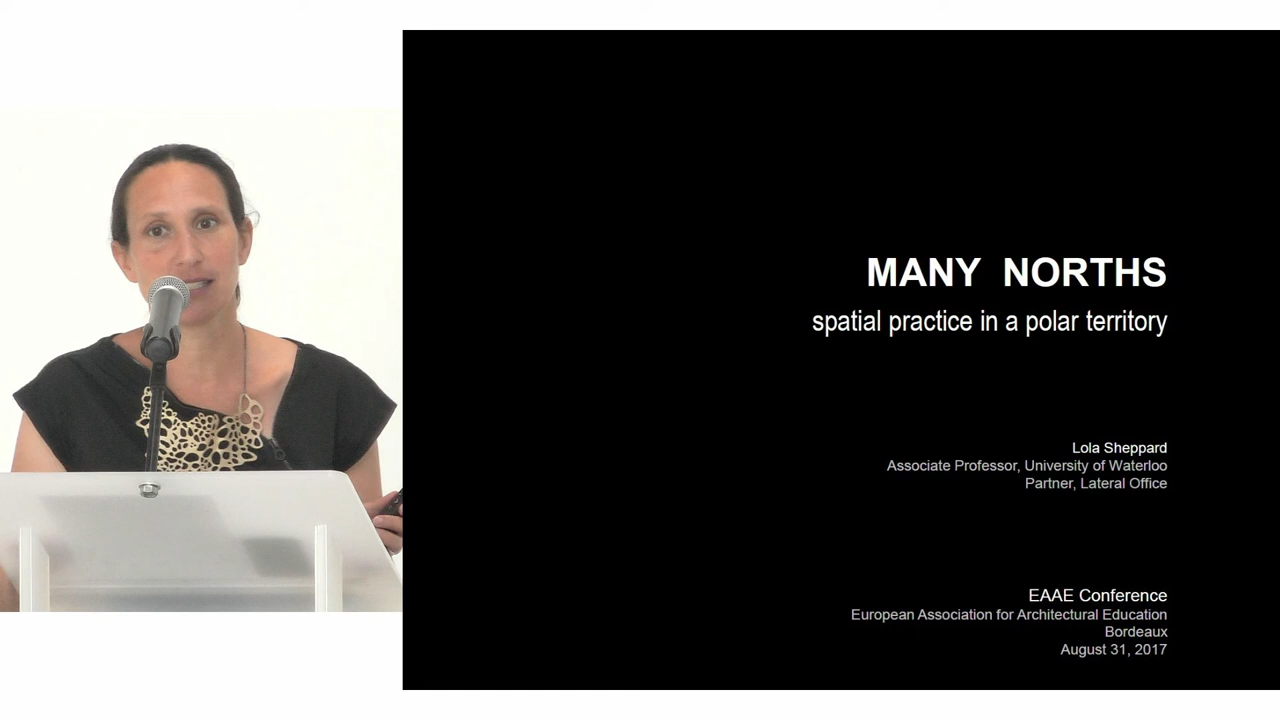 MANY NORTHS
spatial practice in a polar territory
Lola Sheppard
Associate Professor, University of Waterloo
Partner, Lateral Office
EAAE Conference
European Association for Architectural Education
Bordeaux
August 31, 2017